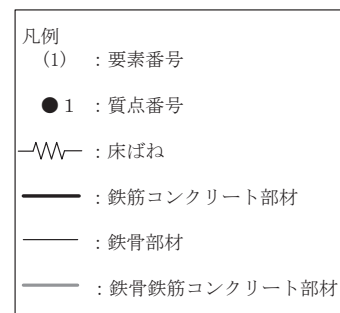 凡例
(1) ：要素番号
● 1 ：質点番号
：床ばね
：鉄筋コンクリート部材
：鉄骨部材
：鉄骨鉄筋コンクリート部材